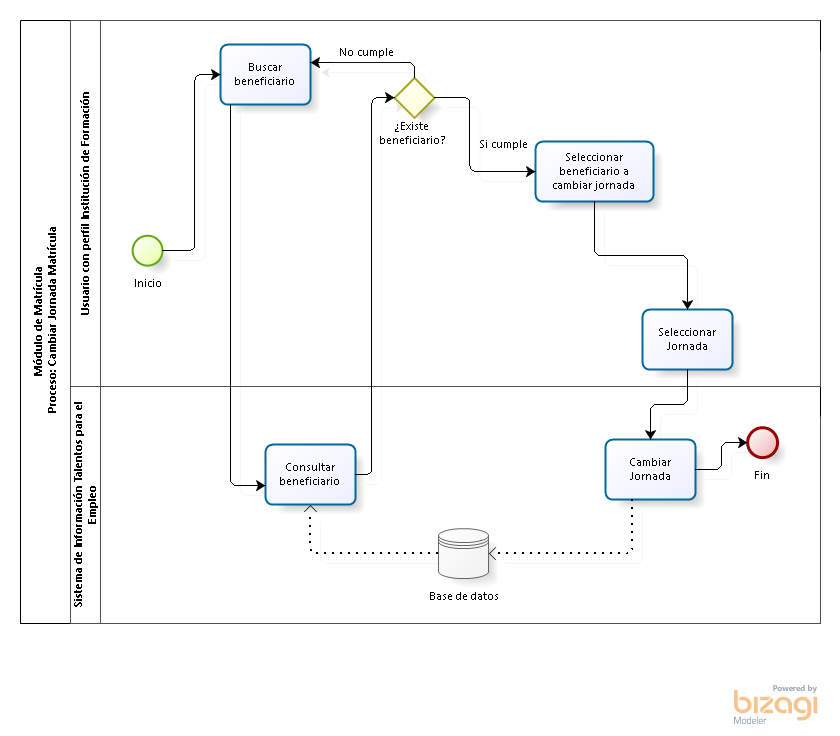 Módulo de Matrícula
Proceso: Cambiar Jornada Matrícula
Usuario con perfil Institución de Formación
Buscar
beneficiario
No cumple
¿Existe
beneficiario?
Si cumple
Seleccionar
beneficiario a
cambiar jornada
Inicio
Seleccionar
Jornada
Sistema de Información Talentos para el
Empleo
Consultar
beneficiario
Cambiar
Jornada
Fin
Base de datos
Powered by
bizagi
Modeler